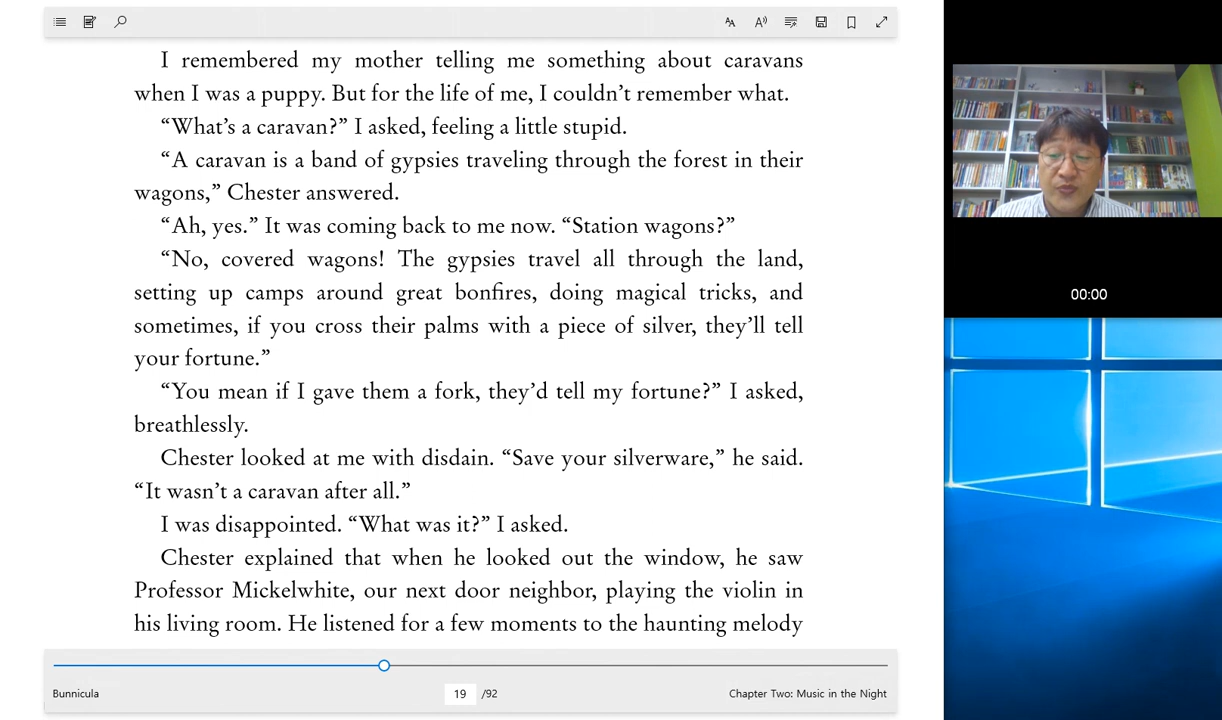 I remembered my mother telling me something about caravans
when I was a puppy. But for the life of me, I couldn’t remember what.
“What’s a caravan?” I asked, feeling a little stupid.
“A caravan is a band of gypsies traveling through the forest in their
wagons,” Chester answered.
“Ah, yes.” It was coming back to me now. “Station wagons?”
“No, covered wagons! The gypsies travel all through the land,
setting up camps around great bonfires, doing magical tricks, and
sometimes, if you cross their palms with a piece of silver, they’ll tell
your fortune.”
“You mean if I gave them a fork, they’d tell my fortune?” I asked,
breathlessly.
Chester looked at me with disdain. “Save your silverware,” he said.
“It wasn’t a caravan after all.”
I was disappointed. “What was it?” I asked.
Chester explained that when he looked out the window, he saw
Professor Mickelwhite, our next door neighbor, playing the violin in
his living room. He listened for a few moments to the haunting melody
Bunnicula 19 /92 Chapter Two: Music in the Night
00:00